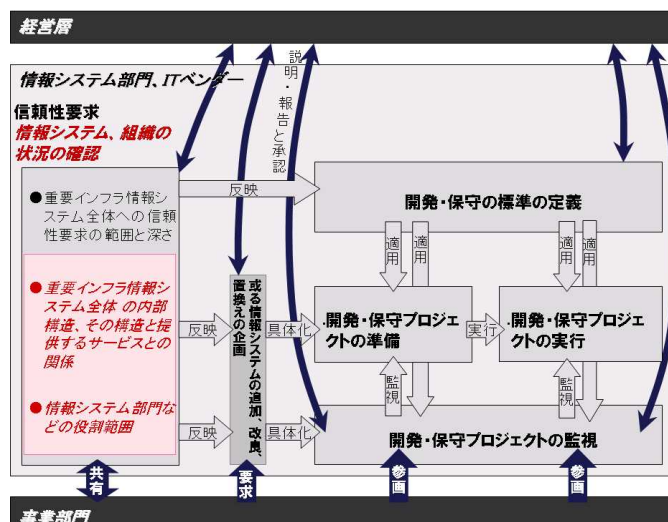 経営層
情報システム部門、ITベンダー
説明・報告と承認
信頼性要求
情報システム、組織の
状況の確認
●重要インフラ情報シ
ステム全体への信頼
性要求の範囲と深さ
●重要インフラ情報シ
ステム全体 の内部
構造、その構造と提
供するサービスとの
関係
●情報システム部門な
どの役割範囲
反映
反映
反映
或る情報システムの追加、改良、
置換えの企画
具体化
具体化
開発・保守の標準の定義
適用
適用
適用
適用
.開発・保守プロジェ
クトの準備
実行
.開発・保守プロジェ
クトの実行
監視
監視
開発・保守プロジェクトの監視
共有
要求
参画
参画
事業部門